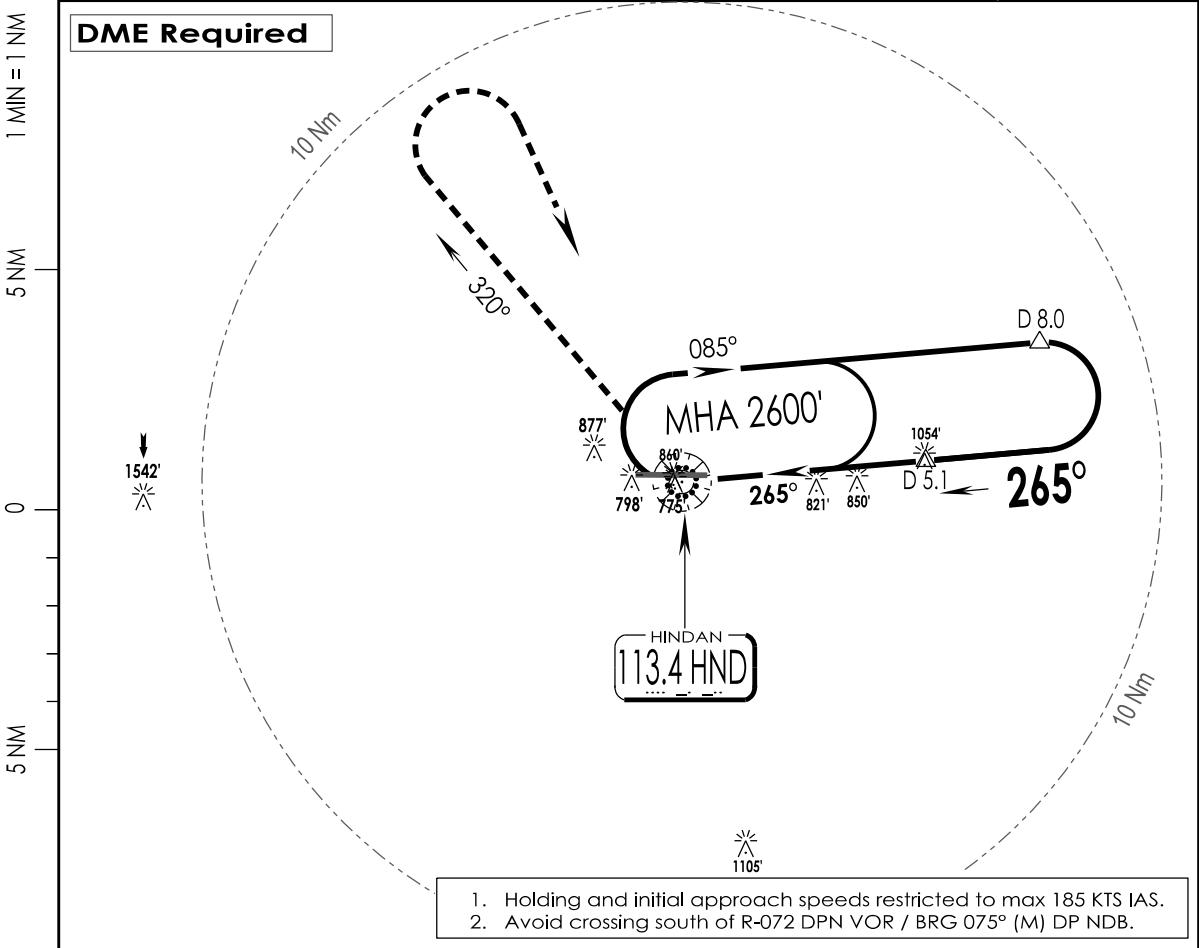 DME Required
1 MIN = 1 NM
10 Nm
5 NM
320°
D 8.0
085°
MHA 2600'
877'
860'
1054'
1542'
D 5.1
265°
265°
798'
775'
821'
850'
0
HINDAN
113.4 HND
10 Nm
5 NM
1105'
1. Holding and initial approach speeds restricted to max 185 KTS IAS.
2. Avoid crossing south of R-072 DPN VOR / BRG 075° (M) DP NDB.